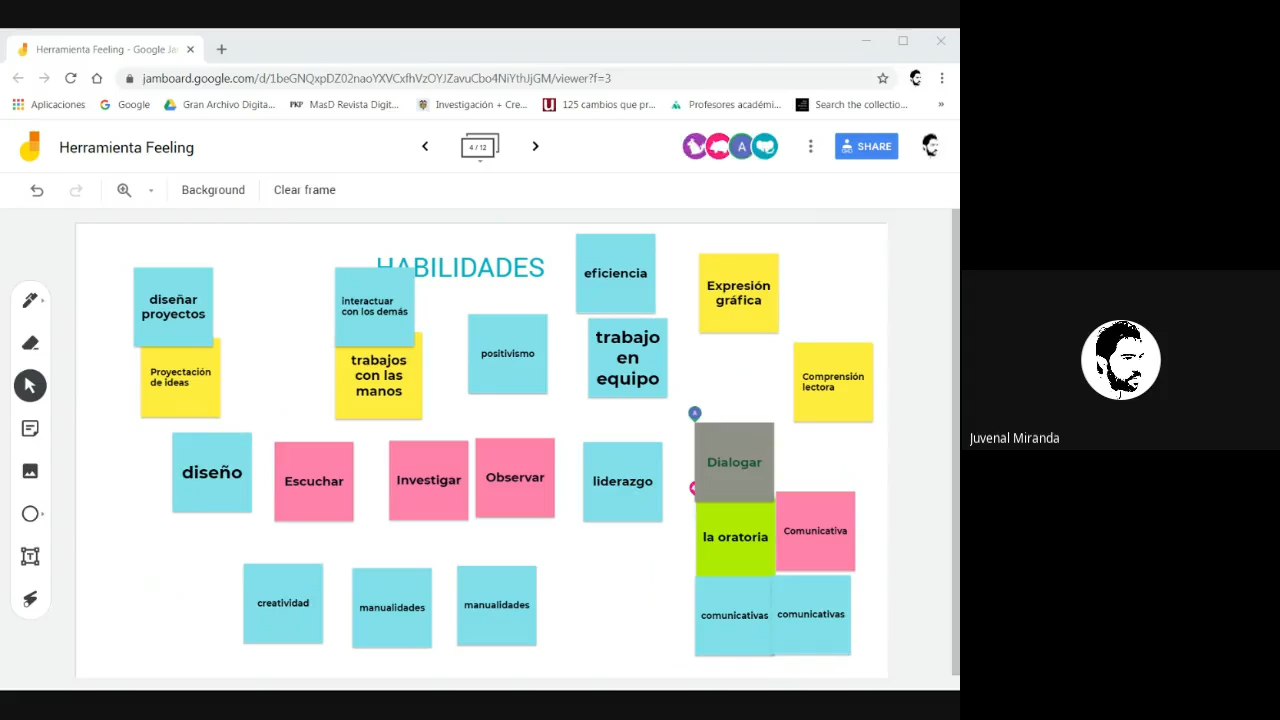 Herramienta Feeling - Google Ja
jamboard.google.com/d/1beGNQxpDZ02naoYXVCxfhVzOYJZavuCbo4NiYthJjGM/viewer?f=3
Aplicaciones
Google
Gran Archivo Digita...
PKP MasD Revista Digit...
Investigación + Cre...
125 cambios que pr...
Profesores académi...
Search the collectio...
»
Herramienta Feeling
4 / 12
A
SHARE
Background
Clear frame
HABILIDADES
diseñar
proyectos
interactuar
con los demás
eficiencia
Expresión
gráfica
Proyectación
de ideas
trabajos
con las
manos
positivismo
trabajo
en
equipo
Comprensión
lectora
diseño
Escuchar
Investigar
Observar
liderazgo
A
Dialogar
la oratoria
Comunicativa
creatividad
manualidades
manualidades
comunicativas
comunicativas
Juvenal Miranda